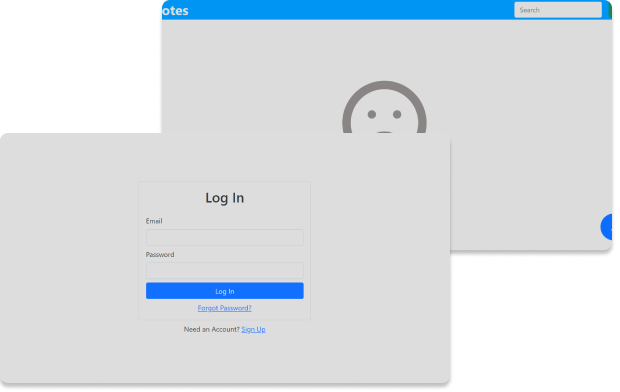 otes
Search
Log In
Email
Password
Log In
Forgot Password?
Need an Account? Sign Up